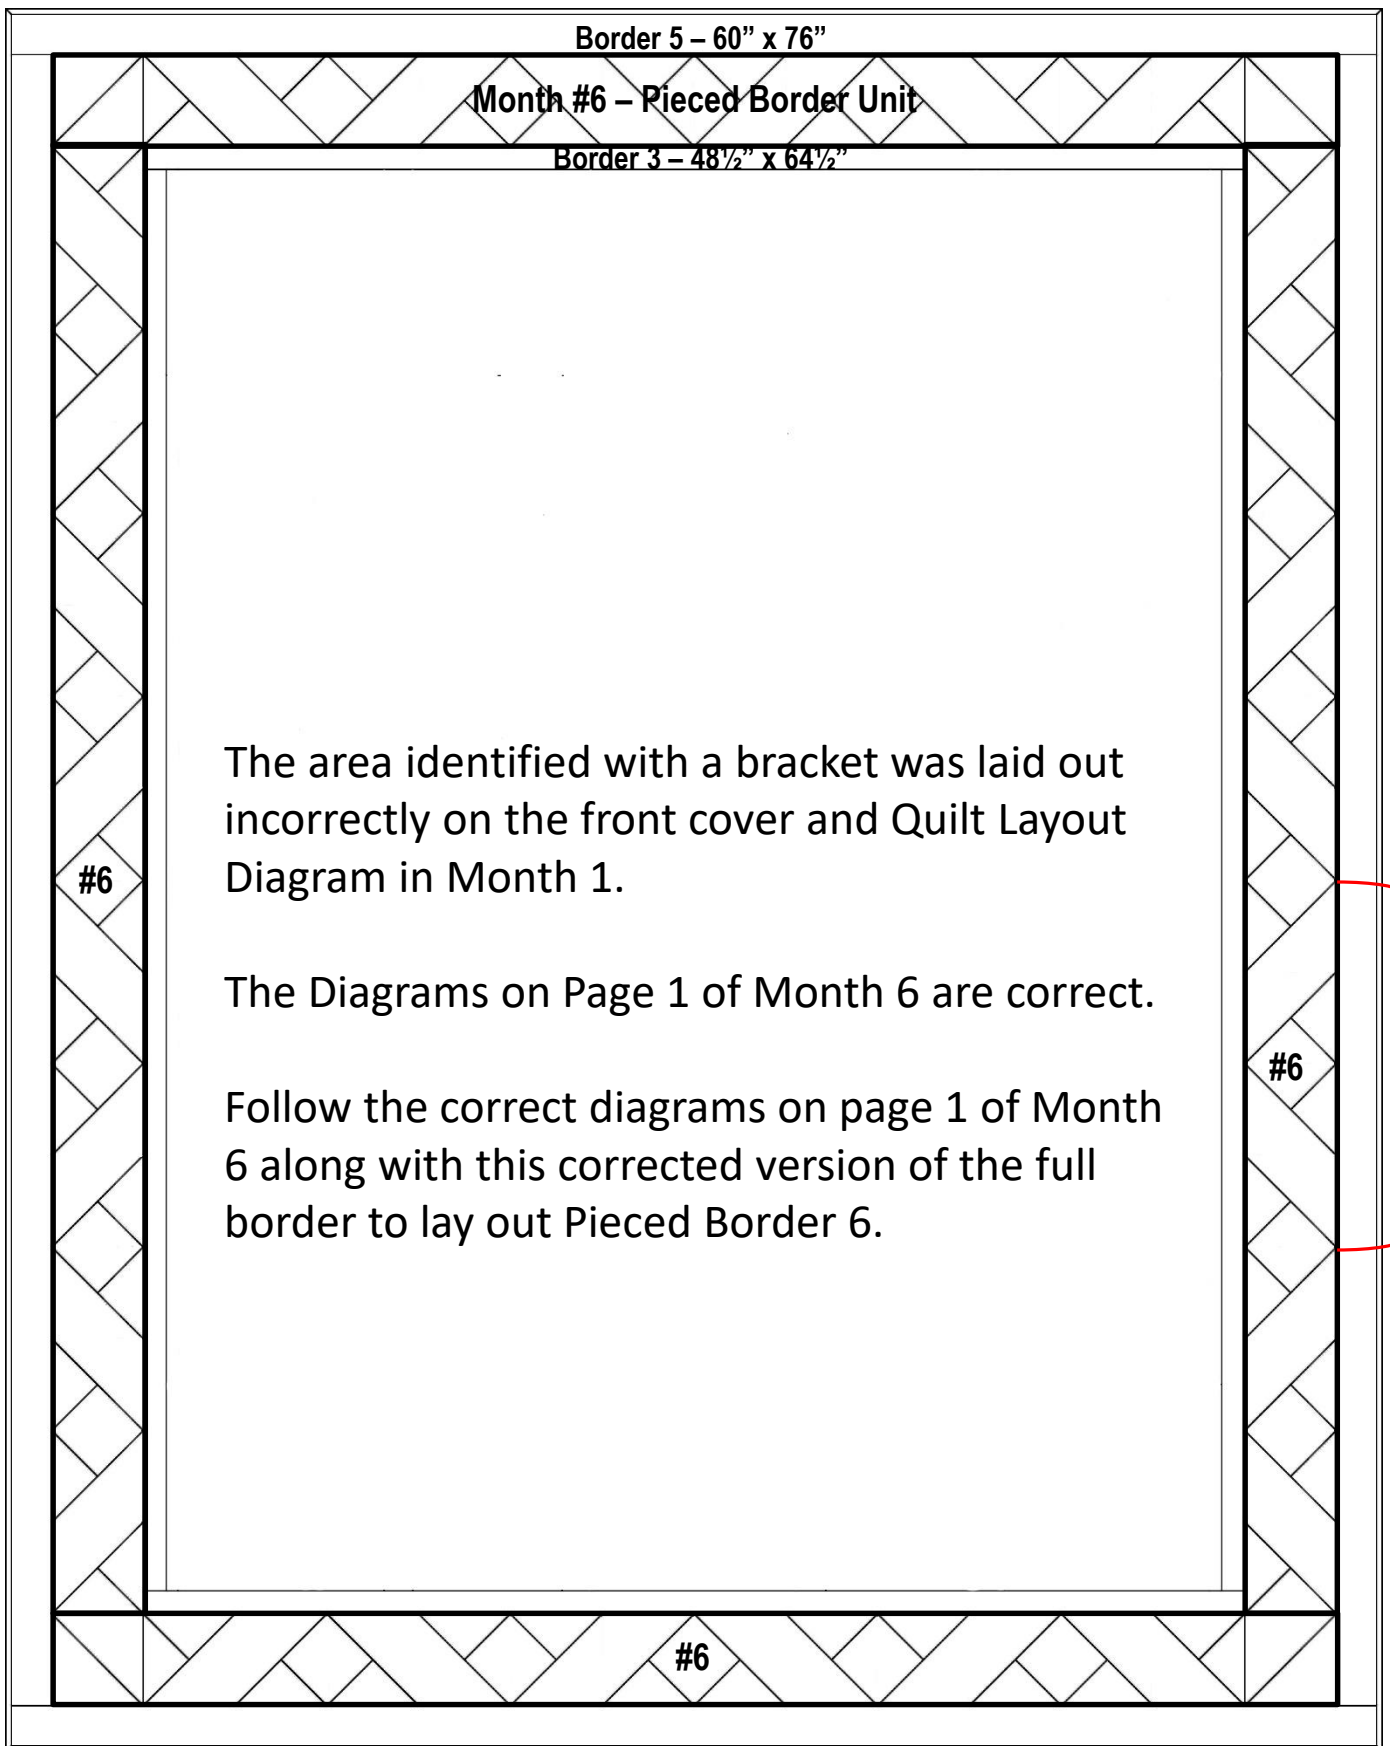 Border 5 – 60” x 76”
Month #6 – Pieced Border Unit
Border 3 – 48½” x 64½”
The area identified with a bracket was laid out
incorrectly on the front cover and Quilt Layout
Diagram in Month 1.
#6
The Diagrams on Page 1 of Month 6 are correct.
#6
Follow the correct diagrams on page 1 of Month
6 along with this corrected version of the full
border to lay out Pieced Border 6.
#6